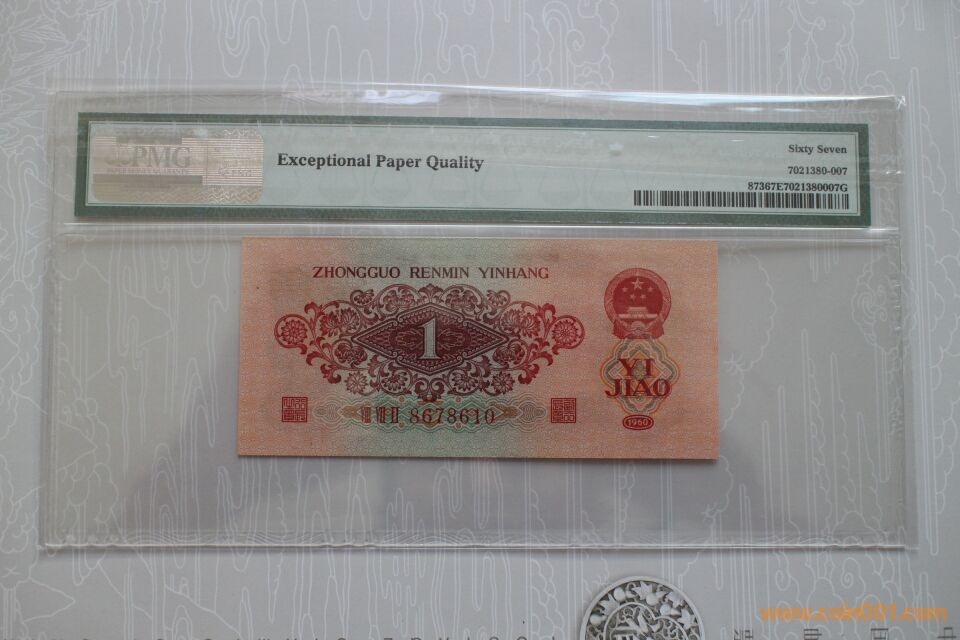 PMG
Exceptional Paper Quality
Sixty Seven
7021380-007
87367E7021380007G
ZHONGGUO RENMIN YINHANG
1
YI
JIAO
8678610
1960
www.coin001.com